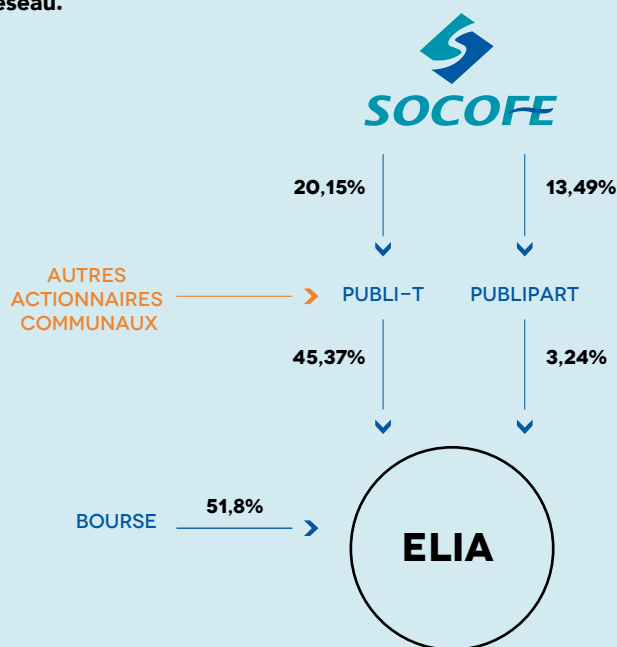 éseau.
SOCOFE
20,15% 13,49%
AUTRES
ACTIONNAIRES
COMMUNAUX
PUBLI-T PUBLIPART
45,37% 3,24%
BOURSE 51,8%
ELIA